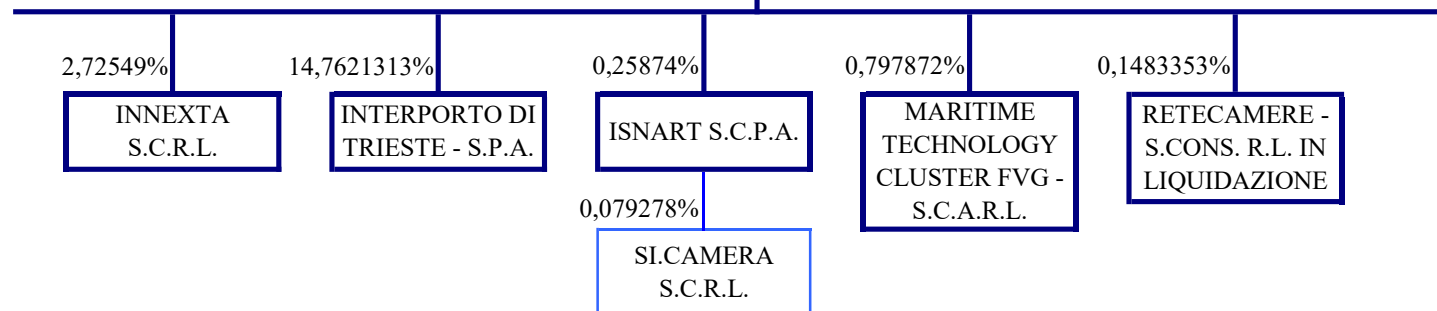 2,72549%
14,7621313%
0,25874%
0,797872%
0,1483353%
INNEXTA
S.C.R.L.
INTERPORTO DI
TRIESTE - S.P.A.
ISNART S.C.P.A.
MARITIME
TECHNOLOGY
CLUSTER FVG -
S.C.A.R.L.
RETECAMERE -
S.CONS. R.L. IN
LIQUIDAZIONE
0,079278%
SI.CAMERA
S.C.R.L.